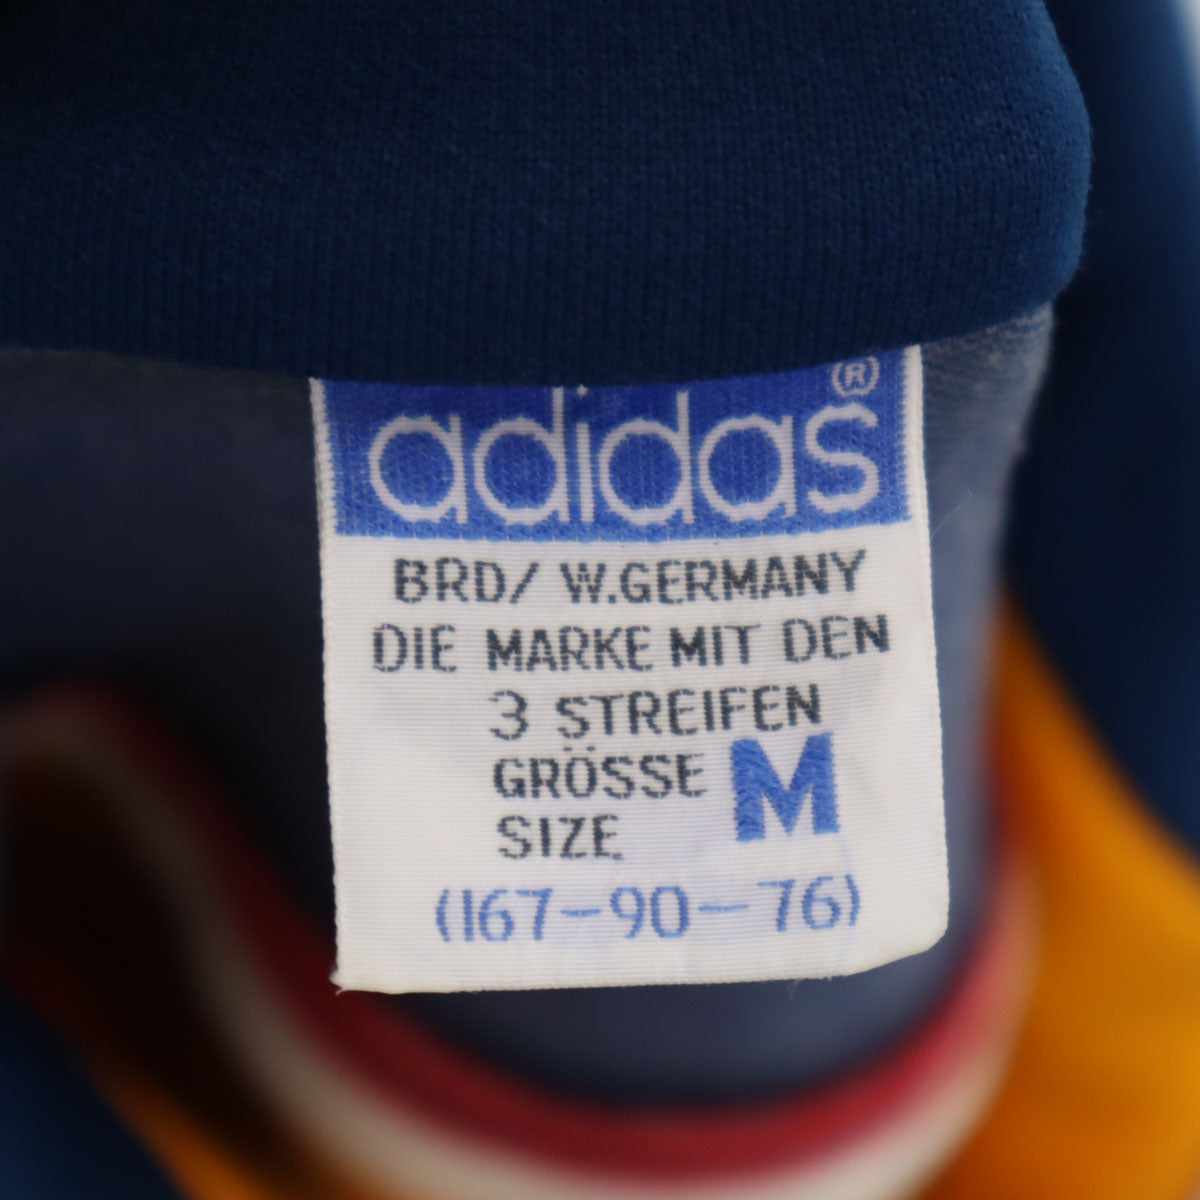 adidas®
BRD/ W.GERMANY
DIE MARKE MIT DEN
3 STREIFEN
GRÖSSE M
SIZE
(167-90-76)